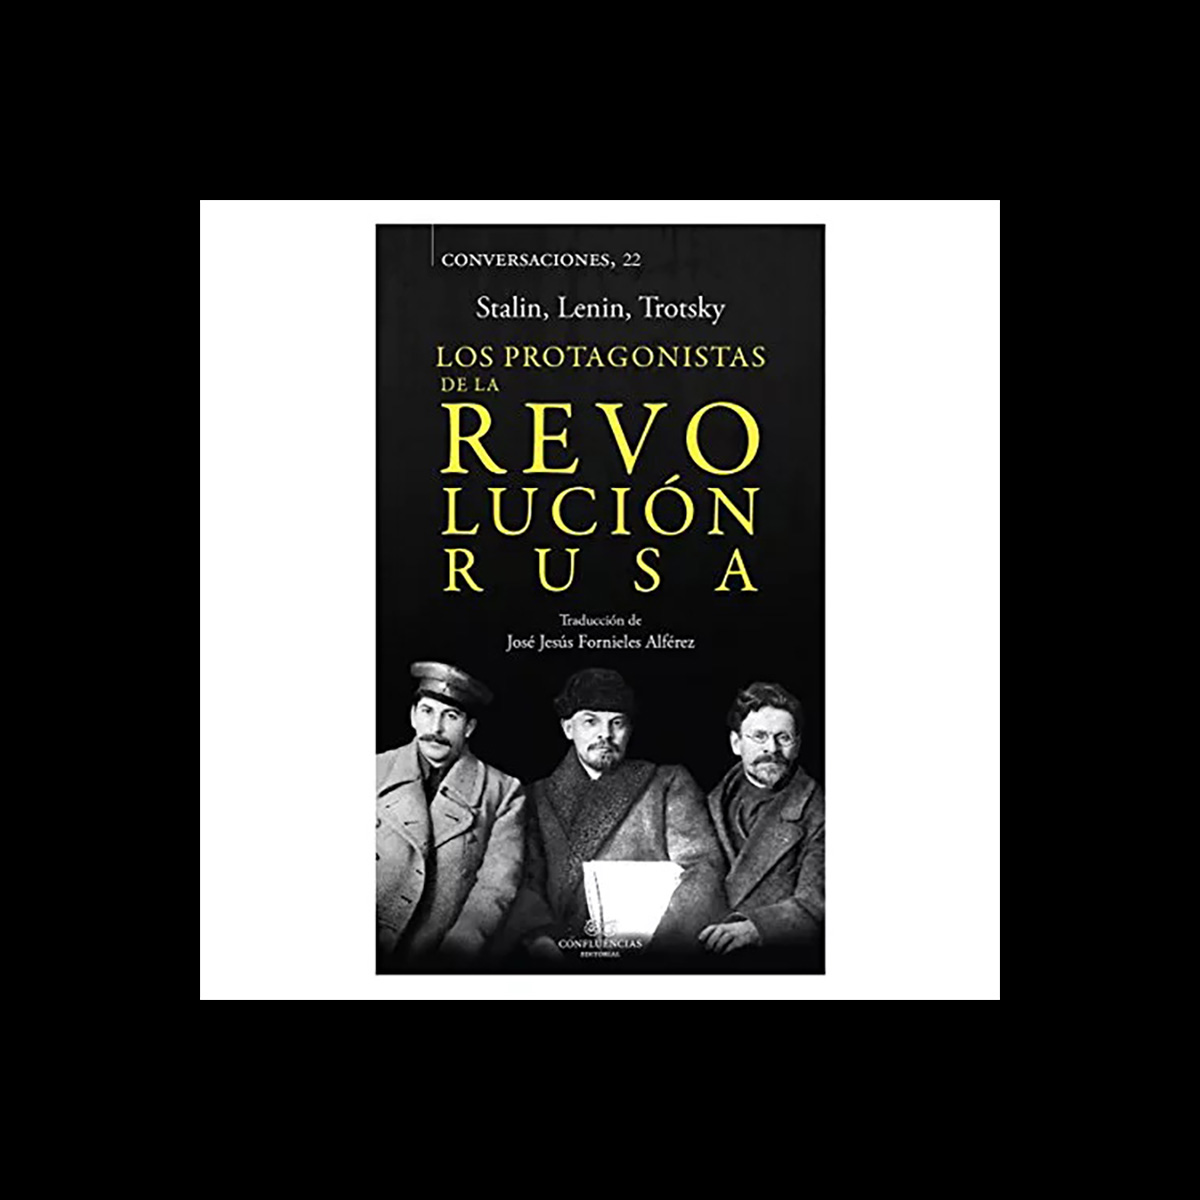 CONVERSACIONES, 22
Stalin, Lenin, Trotsky
LOS PROTAGONISTAS
DE LA
REVO
LUCIÓN
RUSA
Traducción de
José Jesús Fornieles Alférez
CONFLUENCIAS
EDITORIAL